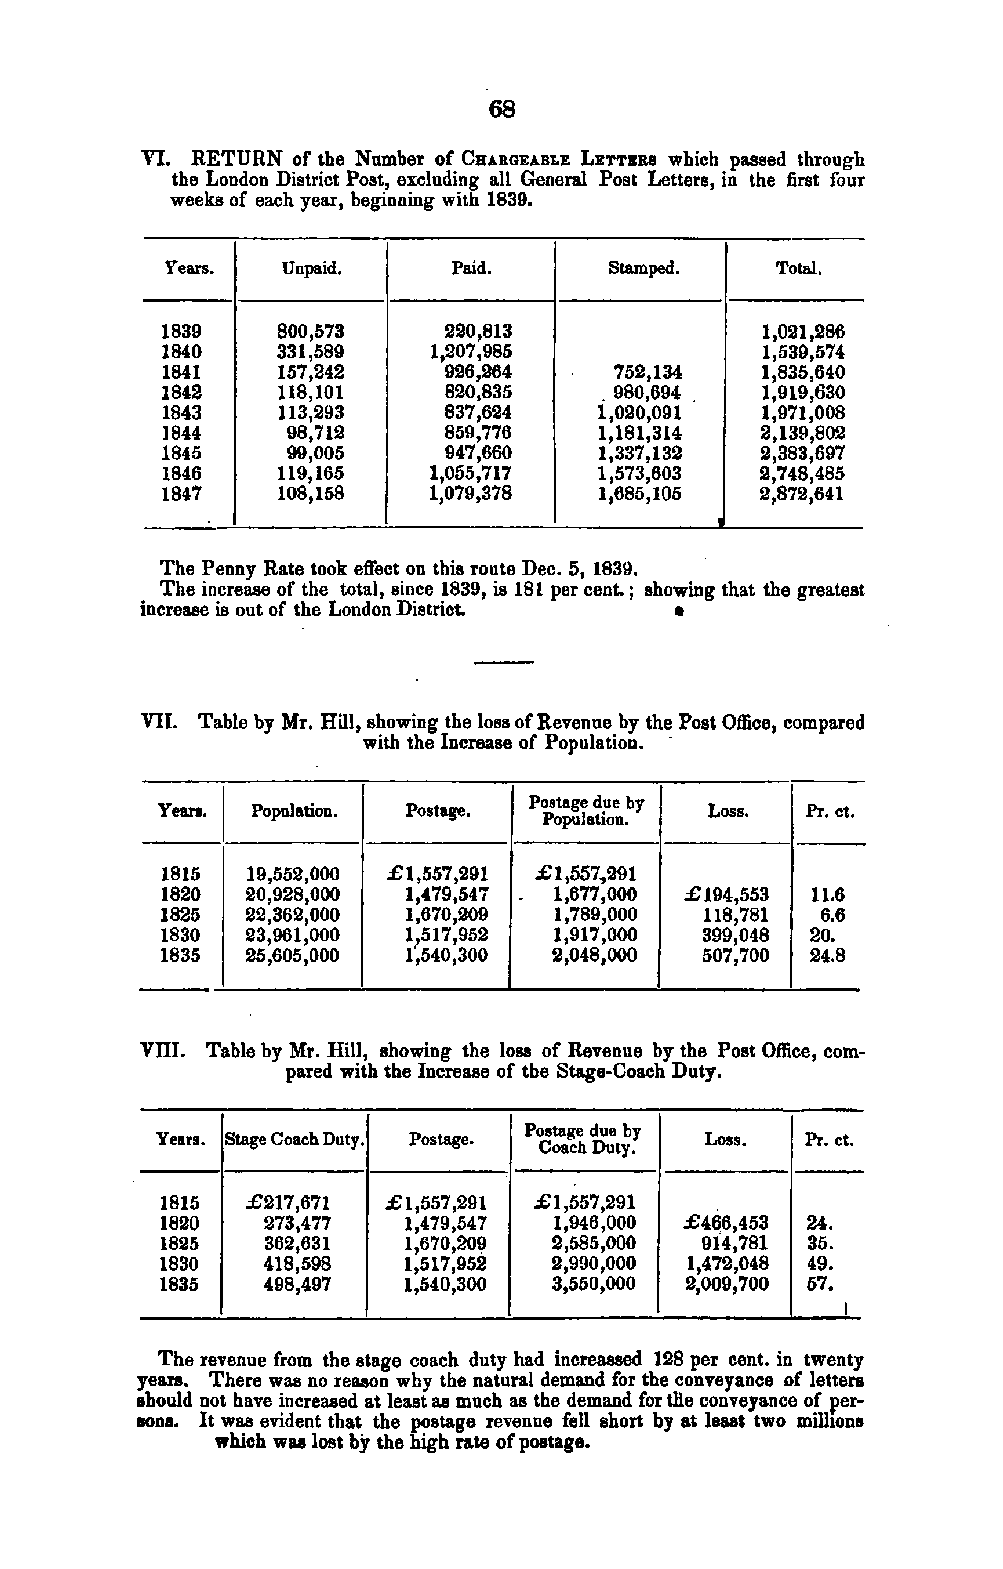 68
VI. RETURN of the Number of CHARGEABLE LETTERS which passed through
the London District Post, excluding all General Post Letters, in the first four
weeks of each year, beginning with 1839.
Years. Unpaid. Paid. Stamped. Total.
1839 800,573 220,813 1,021,286
1840 331,589 1,207,985 1,539,574
1841 157,242 926,264 752,134 1,835,640
1842 118,101 820,835 980,694 1,919,630
1843 113,293 837,624 1,020,091 1,971,008
1844 98,712 859,776 1,181,314 2,139,802
1845 99,005 947,660 1,337,132 2,383,697
1846 119,165 1,055,717 1,573,603 2,748,485
1847 108,158 1,079,378 1,685,105 2,872,641
The Penny Rate took effect on this route Dec. 5, 1839.
The increase of the total, since 1839, is 181 per cent.; showing that the greatest
increase is out of the London District.
VII. Table by Mr. Hill, showing the loss of Revenue by the Post Office, compared
with the Increase of Population.
Years. Population. Postage. Postage due by Population. Loss. Pr. ct.
1815 19,552,000 £1,557,291 £1,557,291
1820 20,928,000 1,479,547 1,677,000 £194,553 11.6
1825 22,362,000 1,670,209 1,789,000 118,781 6.6
1830 23,961,000 1,517,952 1,917,000 399,048 20.
1835 25,605,000 1,540,300 2,048,000 507,700 24.8
VIII. Table by Mr. Hill, showing the loss of Revenue by the Post Office, com-
pared with the Increase of the Stage-Coach Duty.
Years. Stage Coach Duty. Postage. Postage due by Coach Duty. Loss. Pr. ct.
1815 £217,671 £1,557,291 £1,557,291
1820 273,477 1,479,547 1,946,000 £466,453 24.
1825 362,631 1,670,209 2,585,000 914,781 35.
1830 418,598 1,517,952 2,990,000 1,472,048 49.
1835 498,497 1,540,300 3,550,000 2,009,700 57.
The revenue from the stage coach duty had increassed 128 per cent. in twenty
years. There was no reason why the natural demand for the conveyance of letters
should not have increased at least as much as the demand for the conveyance of per-
sons. It was evident that the postage revenue fell short by at least two millions
which was lost by the high rate of postage.